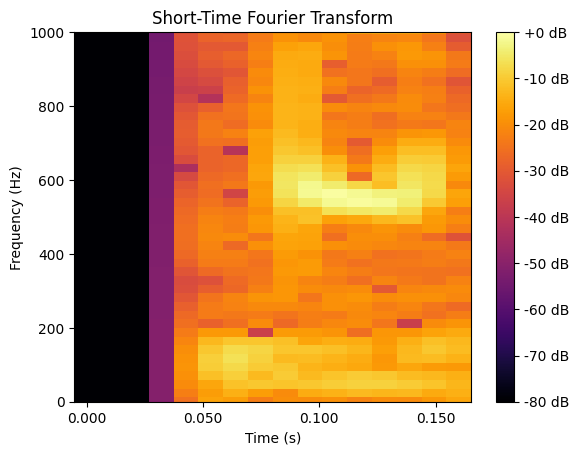 Short-Time Fourier Transform
1000
800
600
400
200
0
Frequency (Hz)
0.000
0.050
0.100
0.150
Time (s)
+0 dB
-10 dB
-20 dB
-30 dB
-40 dB
-50 dB
-60 dB
-70 dB
-80 dB